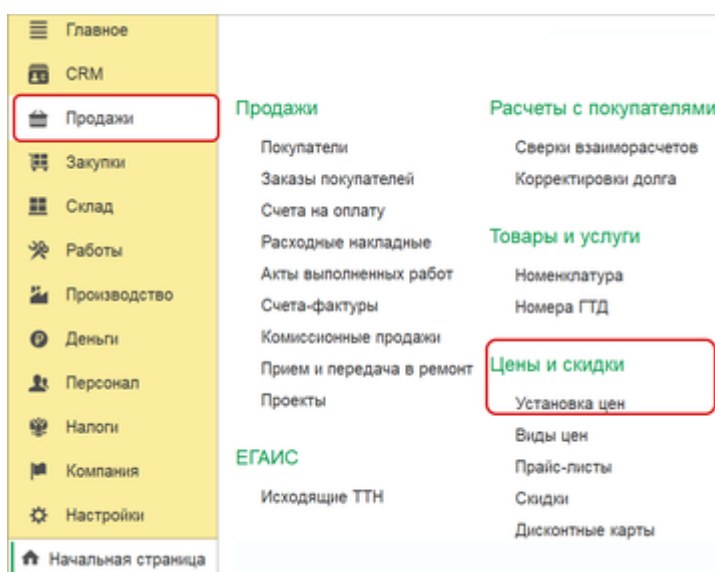 Главное
CRM
Продажи
Закупки
Склад
Работы
Производство
Деньги
Персонал
Налоги
Компания
Настройки
Начальная страница
Продажи
Покупатели
Заказы покупателей
Счета на оплату
Расходные накладные
Акты выполненных работ
Счета-фактуры
Комиссионные продажи
Прием и передача в ремонт
Проекты
ЕГАИС
Исходящие ТТН
Расчеты с покупателями
Сверки взаиморасчетов
Корректировки долга
Товары и услуги
Номенклатура
Номера ГТД
Цены и скидки
Установка цен
Виды цен
Прайс-листы
Скидки
Дисконтные карты